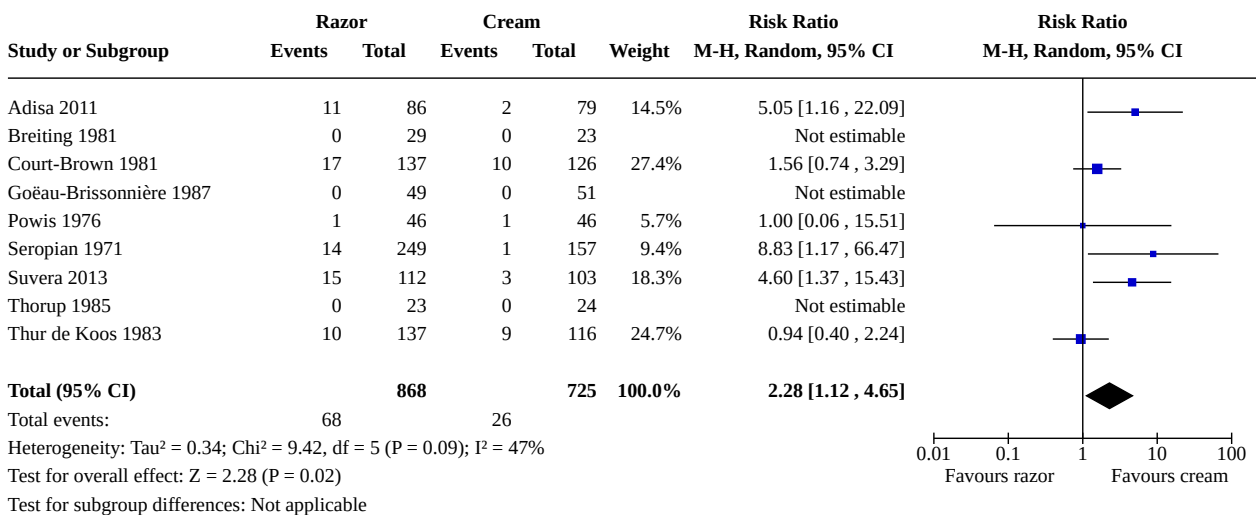 Razor Cream Risk Ratio Risk Ratio
Study or Subgroup Events Total Events Total Weight M-H, Random, 95% CI M-H, Random, 95% CI
Adisa 2011 11 86 2 79 14.5% 5.05 [1.16 , 22.09]
Breiting 1981 0 29 0 23 Not estimable
Court-Brown 1981 17 137 10 126 27.4% 1.56 [0.74 , 3.29]
Goëau-Brissonnière 1987 0 49 0 51 Not estimable
Powis 1976 1 46 1 46 5.7% 1.00 [0.06 , 15.51]
Seropian 1971 14 249 1 157 9.4% 8.83 [1.17 , 66.47]
Suvera 2013 15 112 3 103 18.3% 4.60 [1.37 , 15.43]
Thorup 1985 0 23 0 24 Not estimable
Thur de Koos 1983 10 137 9 116 24.7% 0.94 [0.40 , 2.24]
Total (95% CI) 868 725 100.0% 2.28 [1.12 , 4.65]
Total events: 68 26
Heterogeneity: Tau² = 0.34; Chi² = 9.42, df = 5 (P = 0.09); I² = 47%
Test for overall effect: Z = 2.28 (P = 0.02)
Test for subgroup differences: Not applicable
0.01 0.1 1 10 100
Favours razor Favours cream